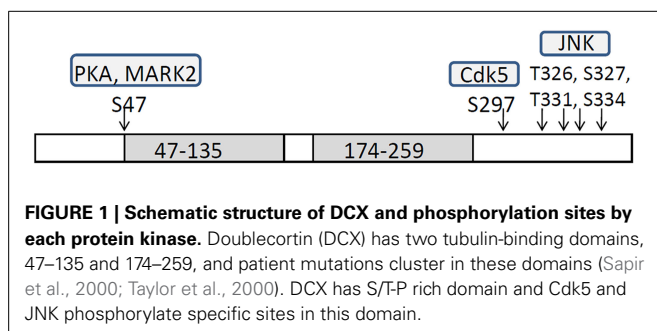 JNK
PKA, MARK2
Cdk5
T326, S327,
S47
S297
T331, S334
47-135
174-259
FIGURE 1 | Schematic structure of DCX and phosphorylation sites by
each protein kinase. Doublecortin (DCX) has two tubulin-binding domains,
47–135 and 174–259, and patient mutations cluster in these domains (Sapir
et al., 2000; Taylor et al., 2000). DCX has S/T-P rich domain and Cdk5 and
JNK phosphorylate specific sites in this domain.